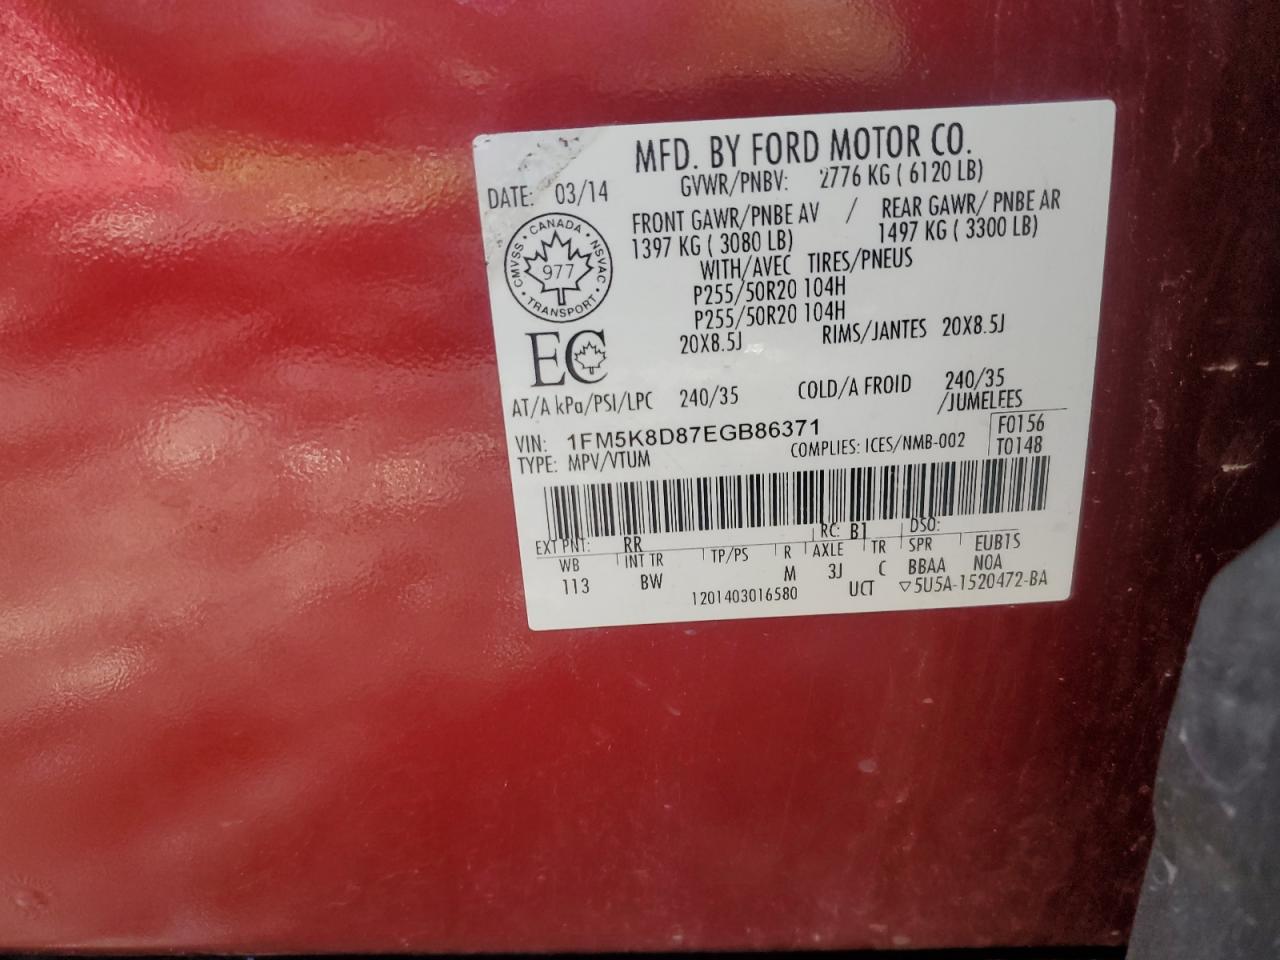 MFD. BY FORD MOTOR CO.
DATE: 03/14
GVWR/PNBV: 2776 KG ( 6120 LB)
FRONT GAWR/PNBE AV / REAR GAWR/ PNBE AR
1397 KG ( 3080 LB) 1497 KG ( 3300 LB)
WITH/AVEC TIRES/PNEUS
P255/50R20 104H
P255/50R20 104H
20X8.5J RIMS/JANTES 20X8.5J
CANADA
CMVSS 977 NSVAC
TRANSPORT
EC
AT/A kPa/PSI/LPC 240/35 COLD/A FROID 240/35
/JUMELEES
VIN: 1FM5K8D87EGB86371
F0156
TYPE: MPV/VTUM COMPLIES: ICES/NMB-002 T0148
EXT PNT: RR RC: B1 DSO:
WB INT TR TP/PS R AXLE TR SPR EUB1S
113 BW M 3J C BBAA N0A
1201403016580 UCT ▽5U5A-1520472-BA